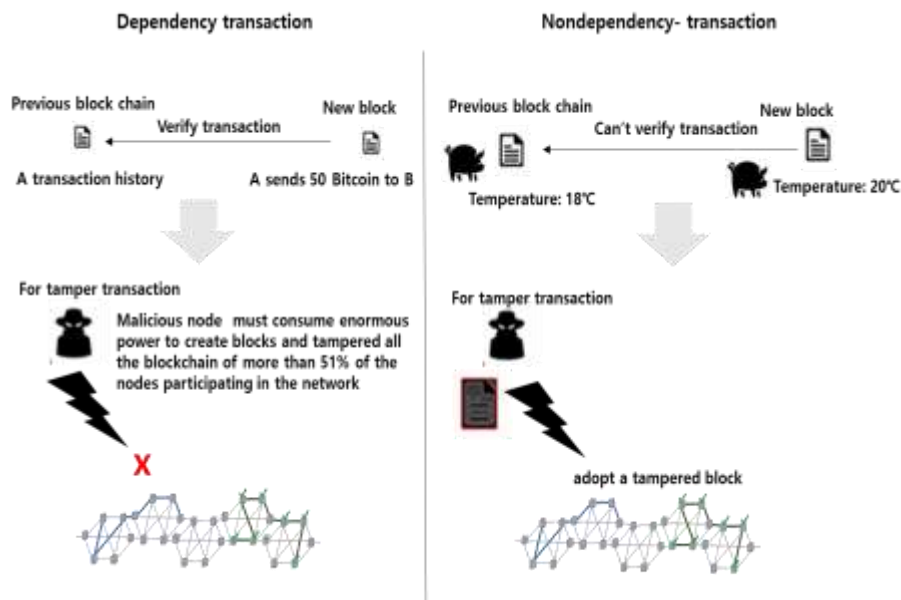 Dependency transaction
Previous block chain
New block
Verify transaction
A transaction history
A sends 50 Bitcoin to B
For tamper transaction
Malicious node must consume enormous
power to create blocks and tampered all
the blockchain of more than 51% of the
nodes participating in the network
X
Nondependency- transaction
Previous block chain
New block
Can't verify transaction
Temperature: 18℃
Temperature: 20℃
For tamper transaction
adopt a tampered block